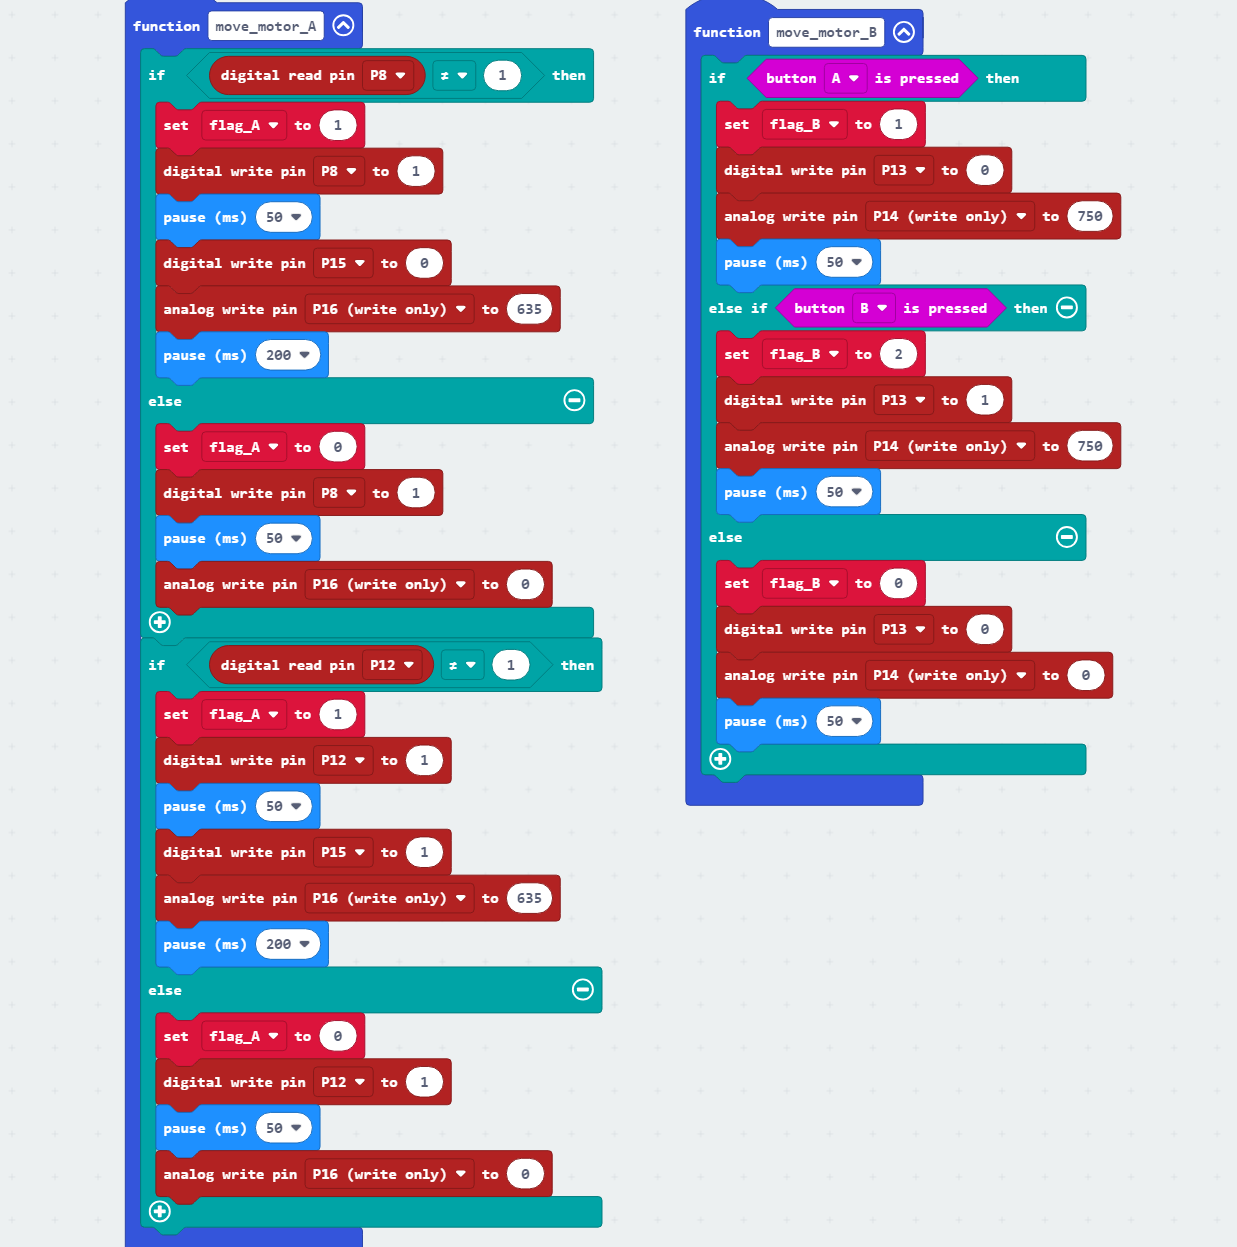 function move_motor_A
if digital read pin P8 ≠ 1 then
set flag_A to 1
digital write pin P8 to 1
pause (ms) 50
digital write pin P15 to 0
analog write pin P16 (write only) to 635
pause (ms) 200
else
set flag_A to 0
digital write pin P8 to 1
pause (ms) 50
analog write pin P16 (write only) to 0
if digital read pin P12 ≠ 1 then
set flag_A to 1
digital write pin P12 to 1
pause (ms) 50
digital write pin P15 to 1
analog write pin P16 (write only) to 635
pause (ms) 200
else
set flag_A to 0
digital write pin P12 to 1
pause (ms) 50
analog write pin P16 (write only) to 0
function move_motor_B
if button A is pressed then
set flag_B to 1
digital write pin P13 to 0
analog write pin P14 (write only) to 750
pause (ms) 50
else if button B is pressed then
set flag_B to 2
digital write pin P13 to 1
analog write pin P14 (write only) to 750
pause (ms) 50
else
set flag_B to 0
digital write pin P13 to 0
analog write pin P14 (write only) to 0
pause (ms) 50